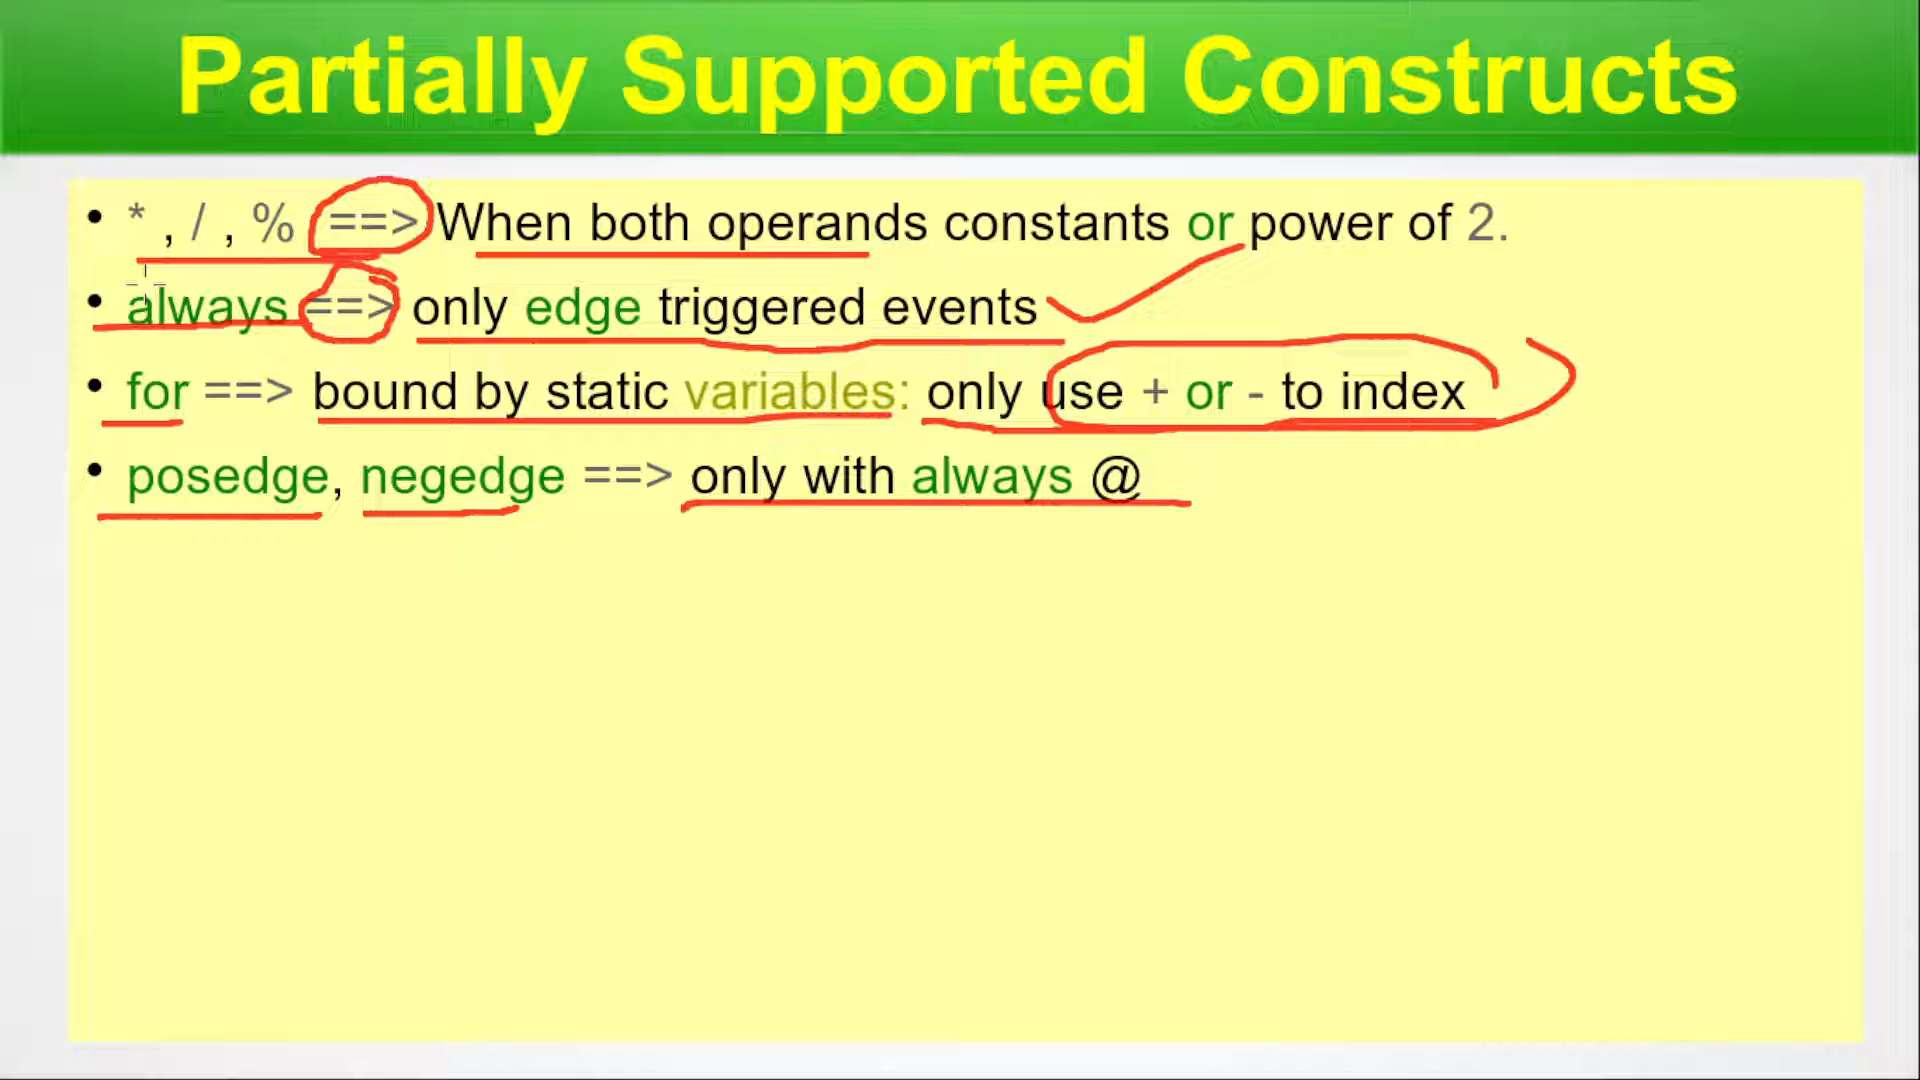 Partially Supported Constructs
• * , / , % ==> When both operands constants or power of 2.
• always ==> only edge triggered events
• for ==> bound by static variables: only use + or - to index
• posedge, negedge ==> only with always @